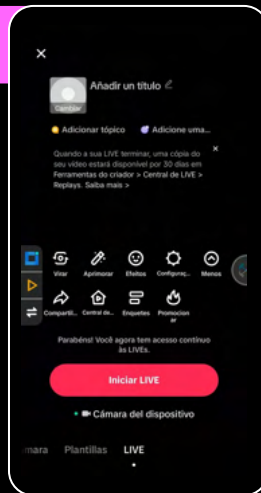 Añadir un título
Cambiar
Adicionar tópico
Adicione uma...
Quando a sua LIVE terminar, uma cópia do
seu vídeo estará disponível por 30 dias em
Ferramentas do criador > Central de LIVE >
Replays. Saiba mais >
Virar
Aprimorar
Efeitos
Configuraç...
Menos
Compartil...
Central de...
Enquetes
Promocion
ar
Parabéns! Você agora tem acesso contínuo
às LIVEs.
Iniciar LIVE
Cámara del dispositivo
mara
Plantillas
LIVE